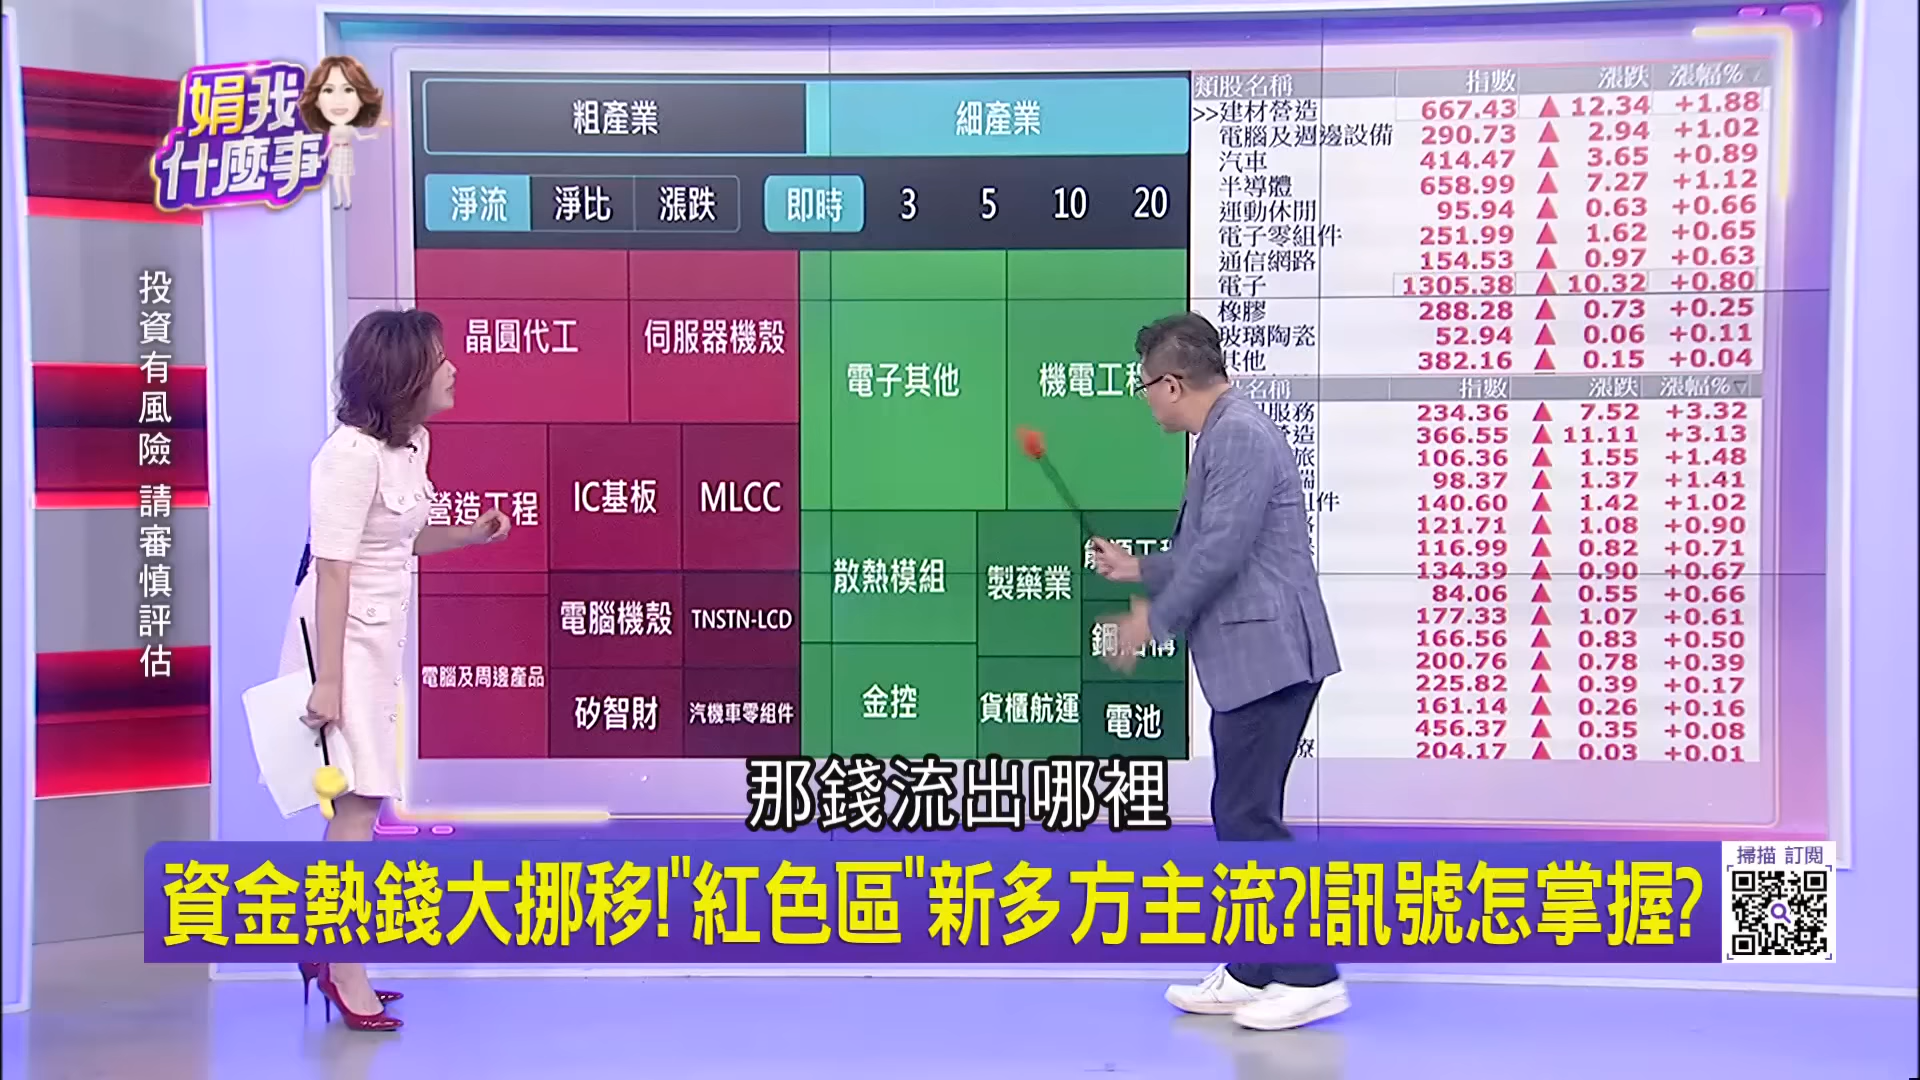 娟我
什麼事
投資有風險 請審慎評估
粗產業
細產業
淨流
淨比
漲跌
即時
3
5
10
20
晶圓代工
伺服器機殼
電子其他
機電工程
營造工程
IC基板
MLCC
散熱模組
製藥業
電腦機殼
TNSTN-LCD
電腦及周邊產品
矽智財
汽機車零組件
金控
貨櫃航運
電池
類股名稱 指數 漲跌 漲幅%
>>建材營造 667.43 ▲ 12.34 +1.88
電腦及週邊設備 290.73 ▲ 2.94 +1.02
汽車 414.47 ▲ 3.65 +0.89
半導體 658.99 ▲ 7.27 +1.12
運動休閒 95.94 ▲ 0.63 +0.66
電子零組件 251.99 ▲ 1.62 +0.65
通信網路 154.53 ▲ 0.97 +0.63
電子 1305.38 ▲ 10.32 +0.80
橡膠 288.28 ▲ 0.73 +0.25
玻璃陶瓷 52.94 ▲ 0.06 +0.11
其他 382.16 ▲ 0.15 +0.04
股名稱 指數 漲跌 漲幅%
服務 234.36 ▲ 7.52 +3.32
造 366.55 ▲ 11.11 +3.13
旅 106.36 ▲ 1.55 +1.48
端 98.37 ▲ 1.37 +1.41
組件 140.60 ▲ 1.42 +1.02
121.71 ▲ 1.08 +0.90
116.99 ▲ 0.82 +0.71
134.39 ▲ 0.90 +0.67
84.06 ▲ 0.55 +0.66
177.33 ▲ 1.07 +0.61
166.56 ▲ 0.83 +0.50
200.76 ▲ 0.78 +0.39
225.82 ▲ 0.39 +0.17
161.14 ▲ 0.26 +0.16
456.37 ▲ 0.35 +0.08
療 204.17 ▲ 0.03 +0.01
那錢流出哪裡
資金熱錢大挪移!"紅色區"新多方主流?!訊號怎掌握?
掃描 訂閱